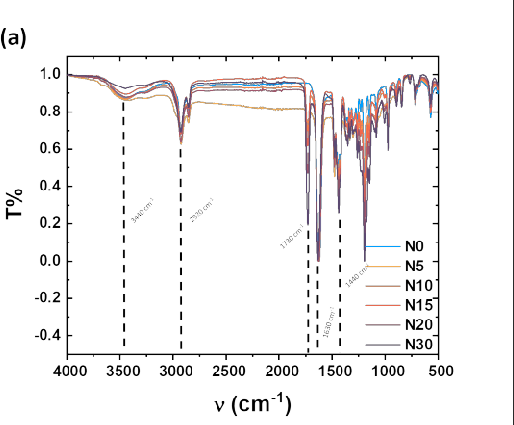 (a)
1.0
0.8
0.6
0.4
0.2
0.0
-0.2
-0.4
T%
3440 cm⁻¹
2920 cm⁻¹
1730 cm⁻¹
1630 cm⁻¹
1440 cm⁻¹
N0
N5
N10
N15
N20
N30
4000 3500 3000 2500 2000 1500 1000 500
ν (cm⁻¹)